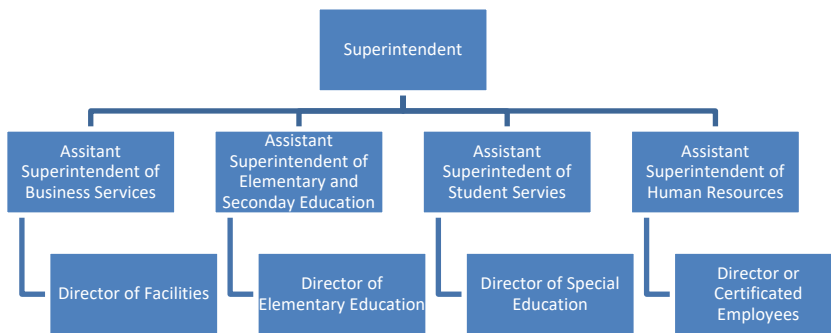 Superintendent
Assitant
Superintendent of
Business Services
Assistant
Superintendent of
Elementary and
Seconday Education
Assistant
Superintedent of
Student Servies
Assistant
Superintendent of
Human Resources
Director of Facilities
Director of
Elementary Education
Director of Special
Education
Director or
Certificated
Employees